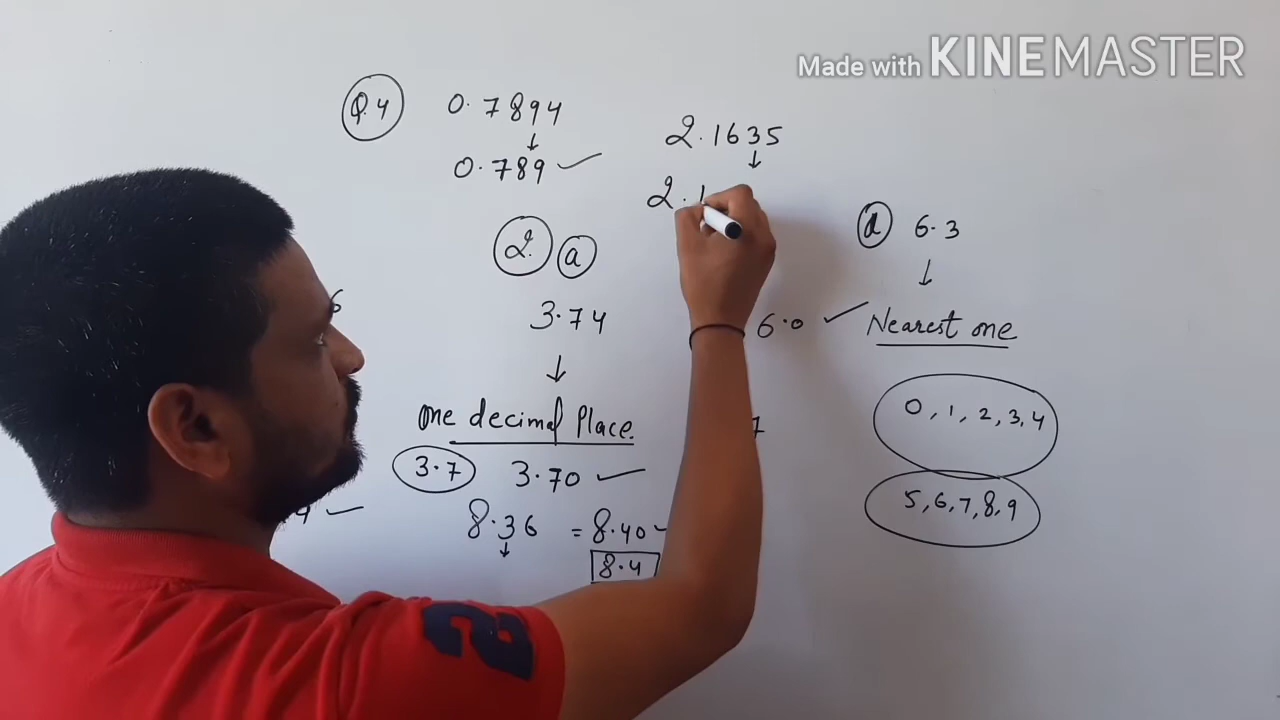 Made with KINEMASTER
Q.4 0.7894
0.789 ✓
2.1635
2.1
2. a
3.74
One decimal Place.
3.7 3.70 ✓
8.36 = 8.40
8.4
d 6.3
6.0 ✓ Nearest one
0, 1, 2, 3, 4
5, 6, 7, 8, 9